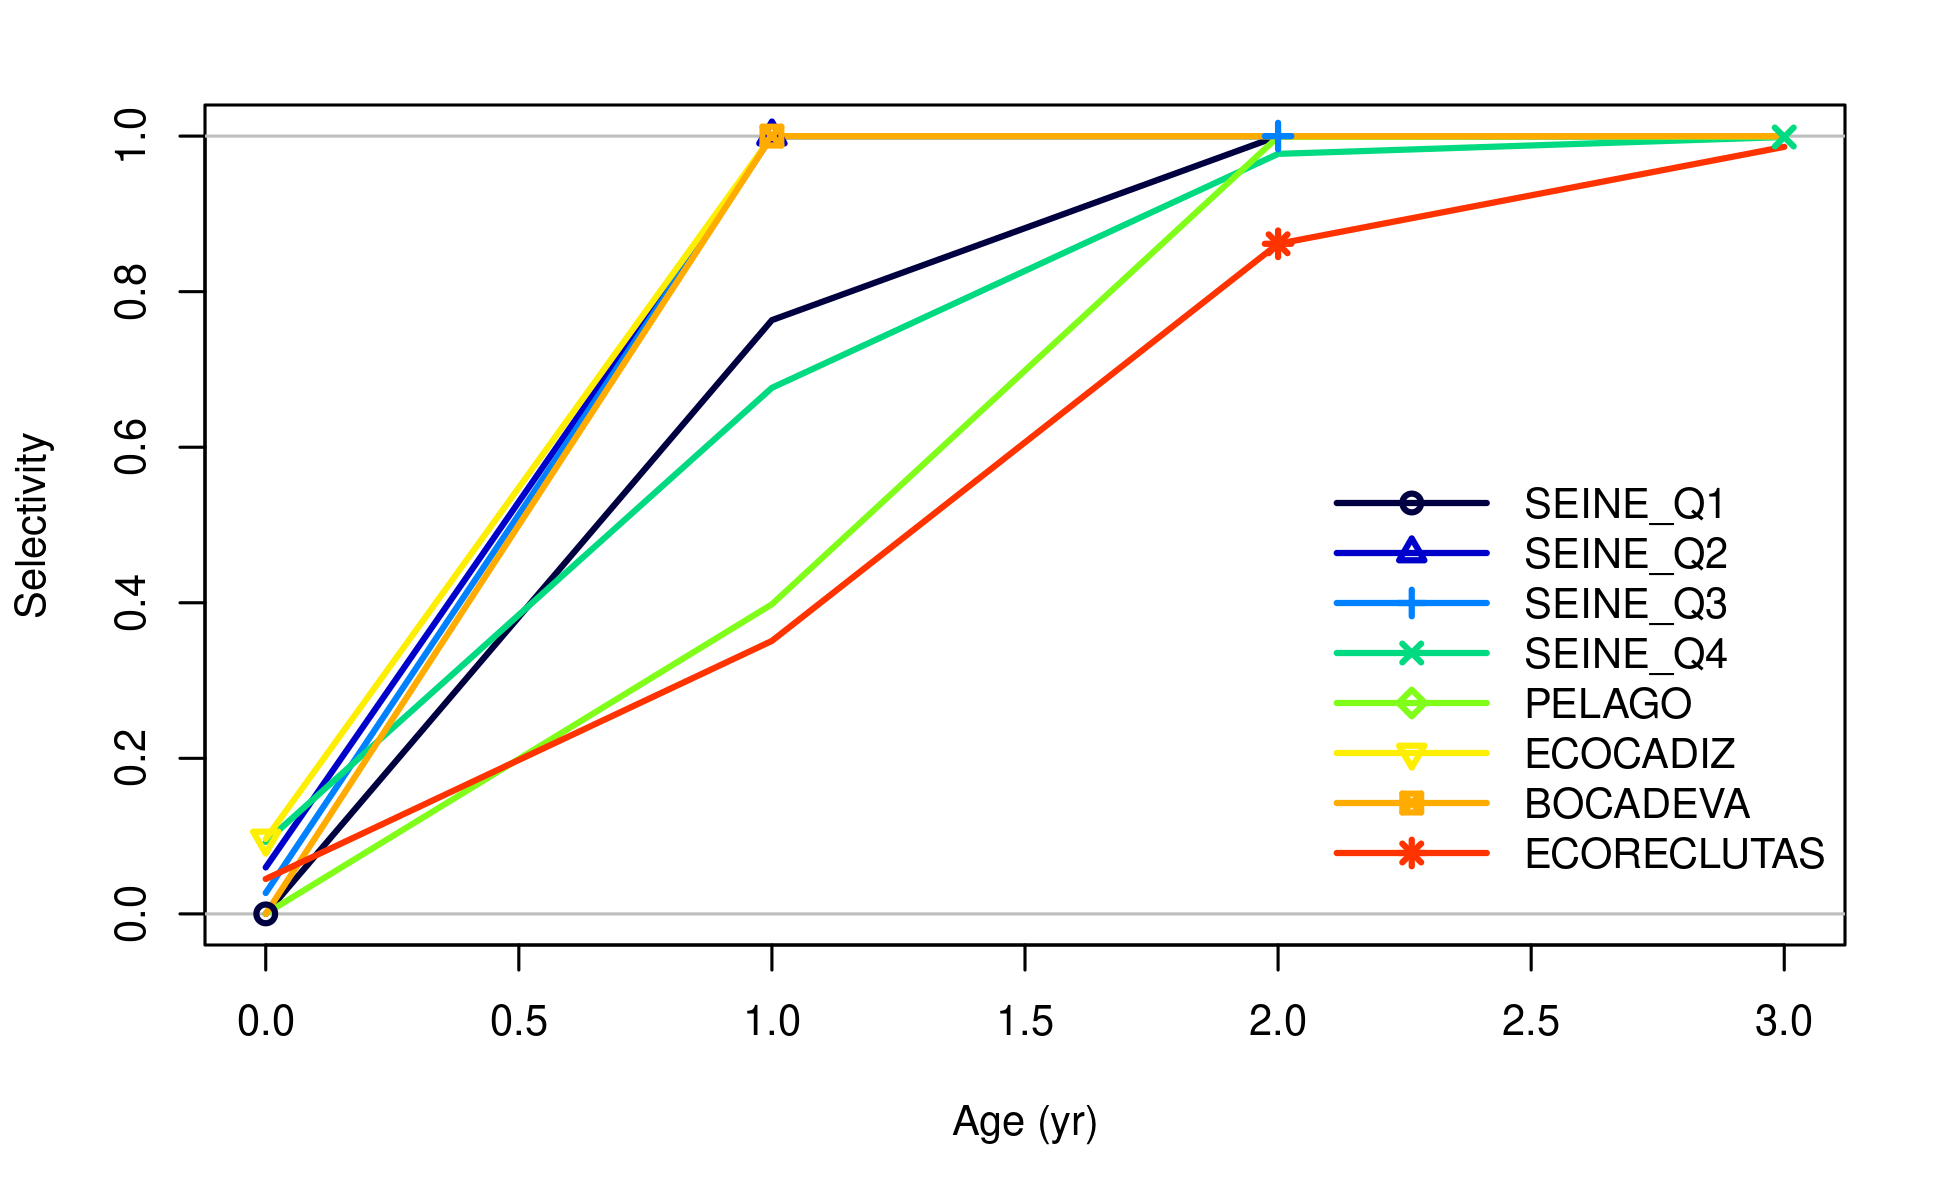 Selectivity
1.0
0.8
0.6
0.4
0.2
0.0
SEINE_Q1
SEINE_Q2
SEINE_Q3
SEINE_Q4
PELAGO
ECOCADIZ
BOCADEVA
ECORECLUTAS
0.0 0.5 1.0 1.5 2.0 2.5 3.0
Age (yr)